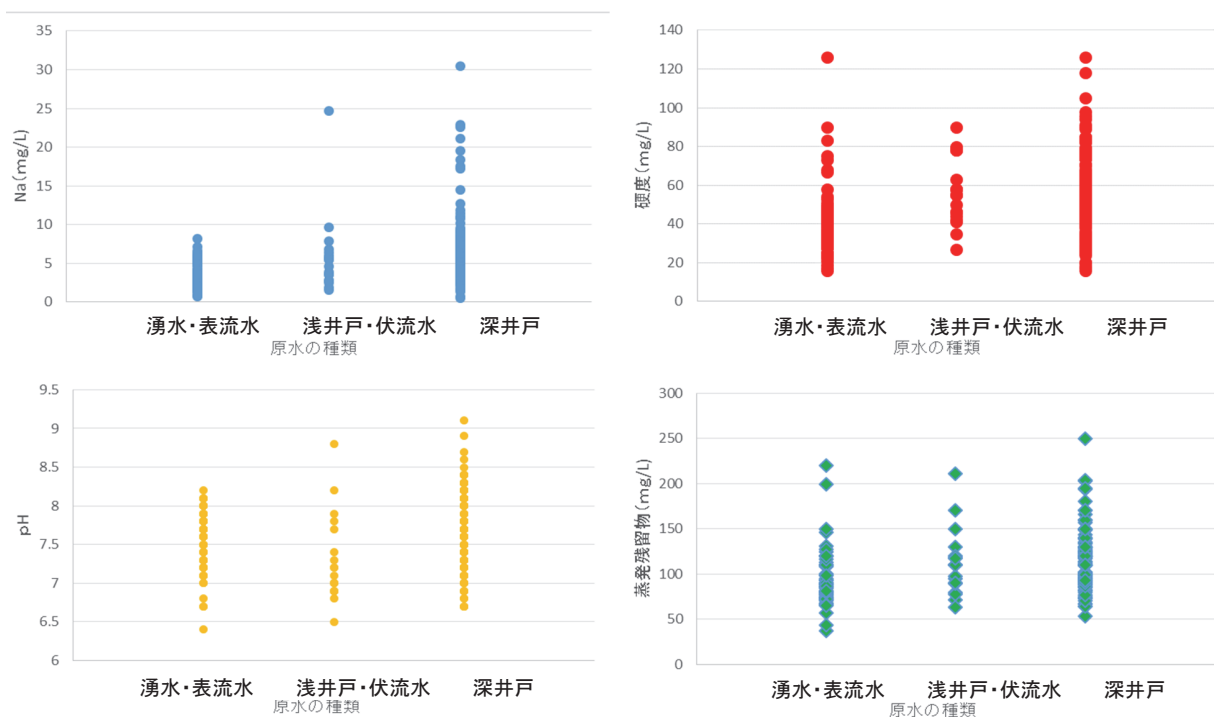 Na(mg/L)
35
30
25
20
15
10
5
0
湧水・表流水 浅井戸・伏流水 深井戸
原水の種類
硬度(mg/L)
140
120
100
80
60
40
20
0
湧水・表流水 浅井戸・伏流水 深井戸
原水の種類
pH
9.5
9
8.5
8
7.5
7
6.5
6
湧水・表流水 浅井戸・伏流水 深井戸
原水の種類
蒸発残留物(mg/L)
300
250
200
150
100
50
0
湧水・表流水 浅井戸・伏流水 深井戸
原水の種類